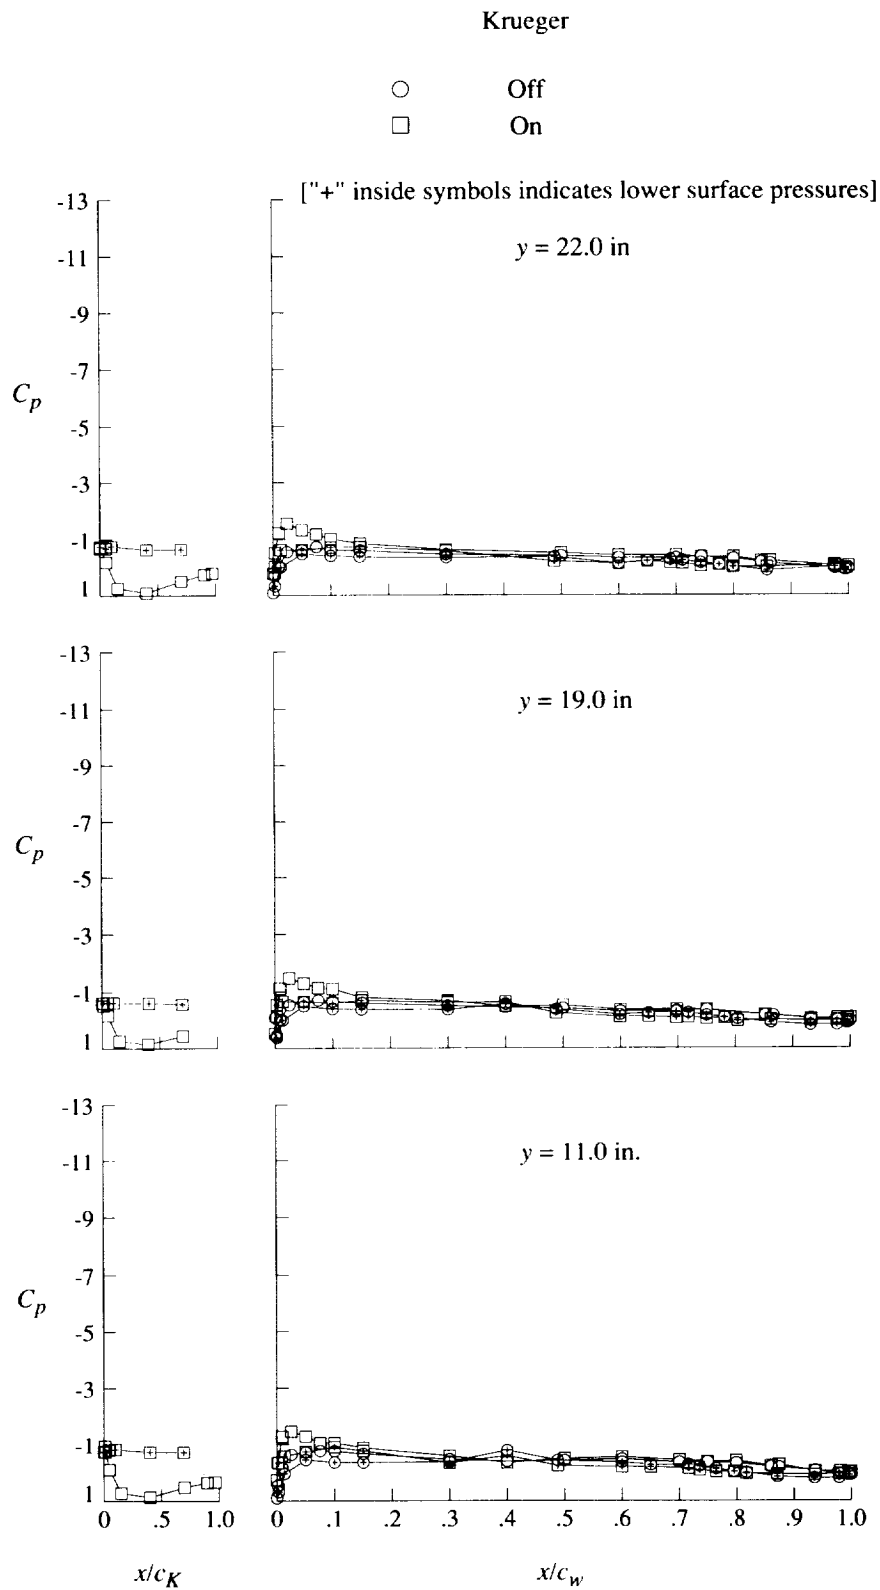 Krueger
Off
On
["+" inside symbols indicates lower surface pressures]
-13
-11
-9
-7
-5
-3
-1
1
C_p
y = 22.0 in
-13
-11
-9
-7
-5
-3
-1
1
C_p
y = 19.0 in
-13
-11
-9
-7
-5
-3
-1
1
C_p
y = 11.0 in.
0 .5 1.0
0 .1 .2 .3 .4 .5 .6 .7 .8 .9 1.0
x/c_K
x/c_w